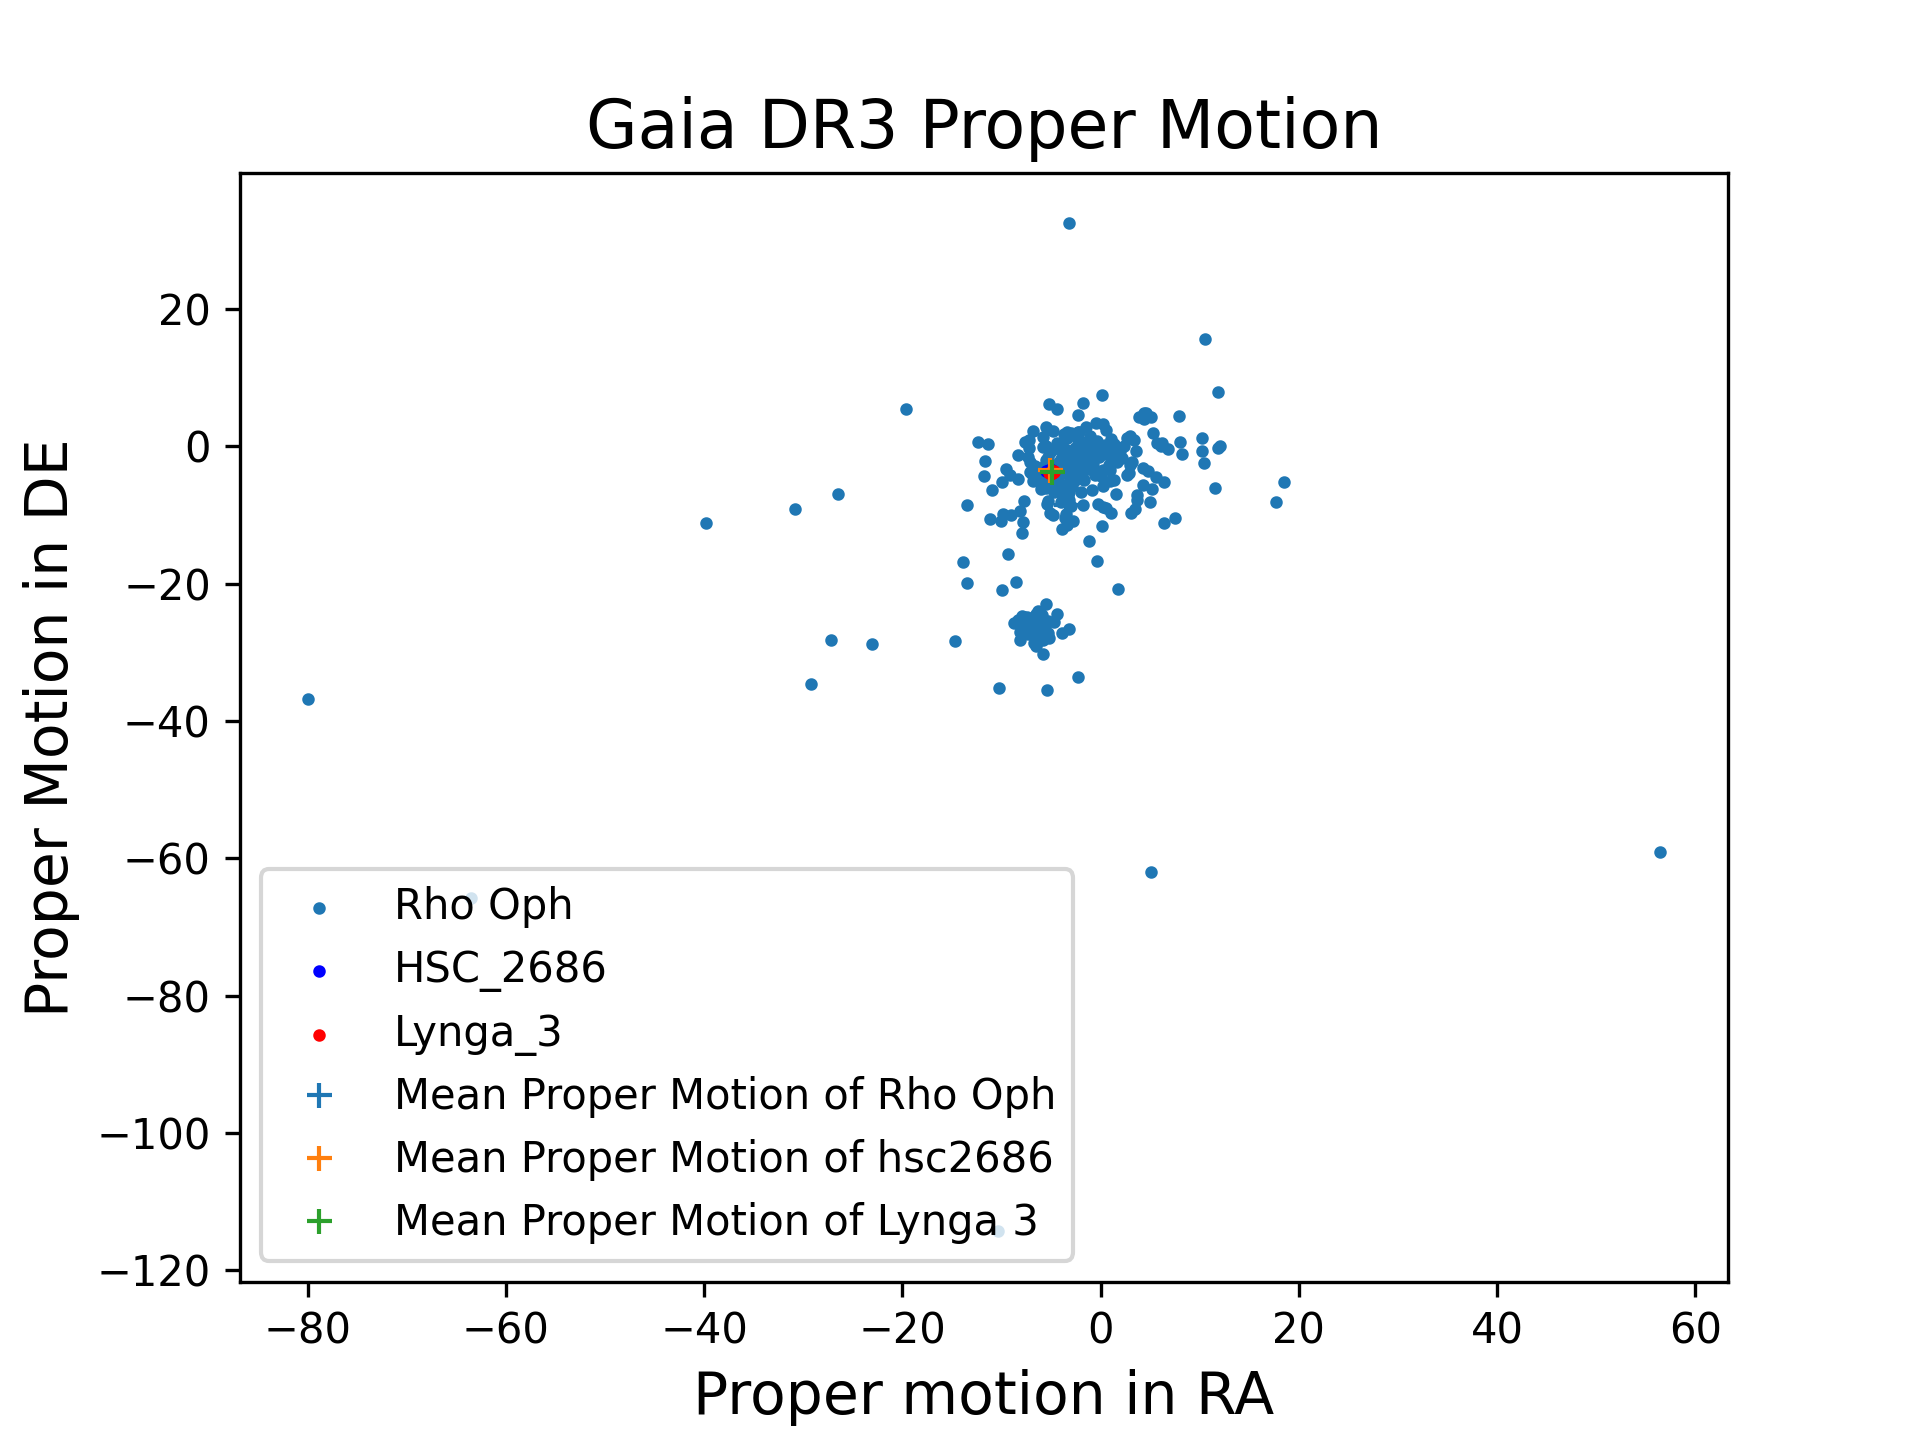 Gaia DR3 Proper Motion
Proper Motion in DE
20
0
−20
−40
−60
−80
−100
−120
Rho Oph
HSC_2686
Lynga_3
Mean Proper Motion of Rho Oph
Mean Proper Motion of hsc2686
Mean Proper Motion of Lynga 3
−80 −60 −40 −20 0 20 40 60
Proper motion in RA